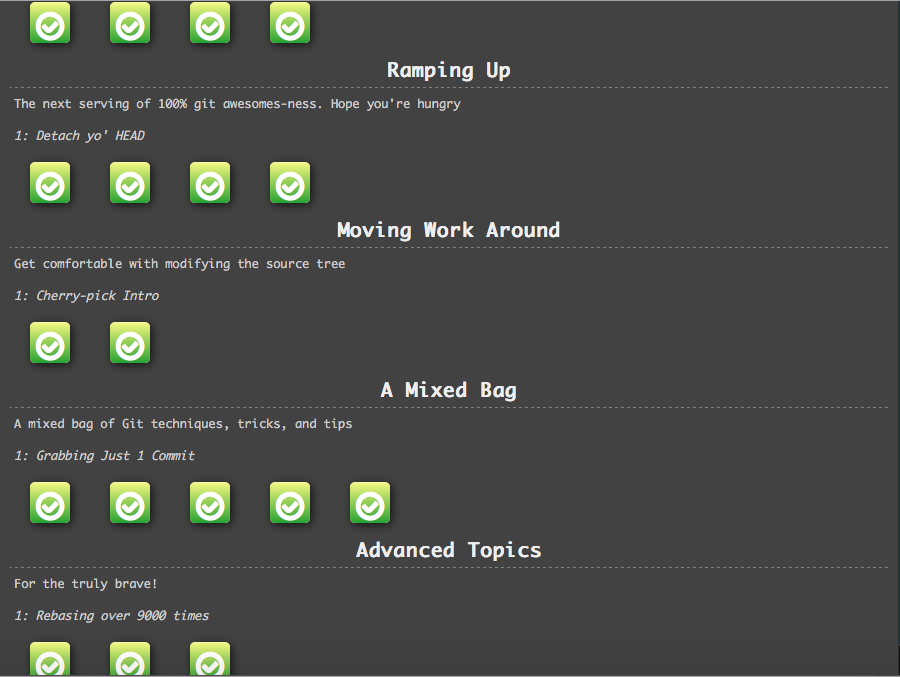 Ramping Up
The next serving of 100% git awesomes-ness. Hope you're hungry
1: Detach yo' HEAD
Moving Work Around
Get comfortable with modifying the source tree
1: Cherry-pick Intro
A Mixed Bag
A mixed bag of Git techniques, tricks, and tips
1: Grabbing Just 1 Commit
Advanced Topics
For the truly brave!
1: Rebasing over 9000 times